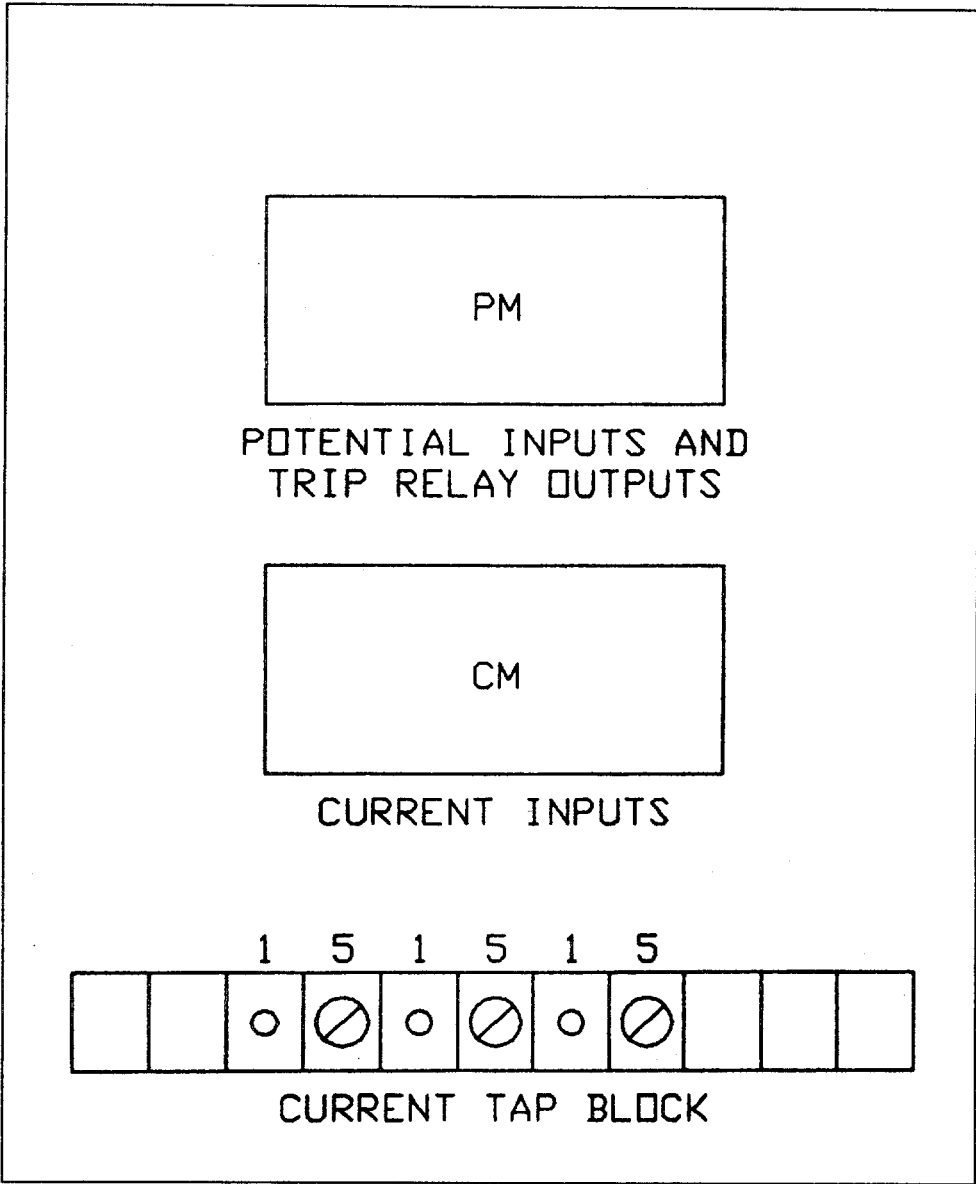 PM
POTENTIAL INPUTS AND
TRIP RELAY OUTPUTS
CM
CURRENT INPUTS
1 5 1 5 1 5
CURRENT TAP BLOCK